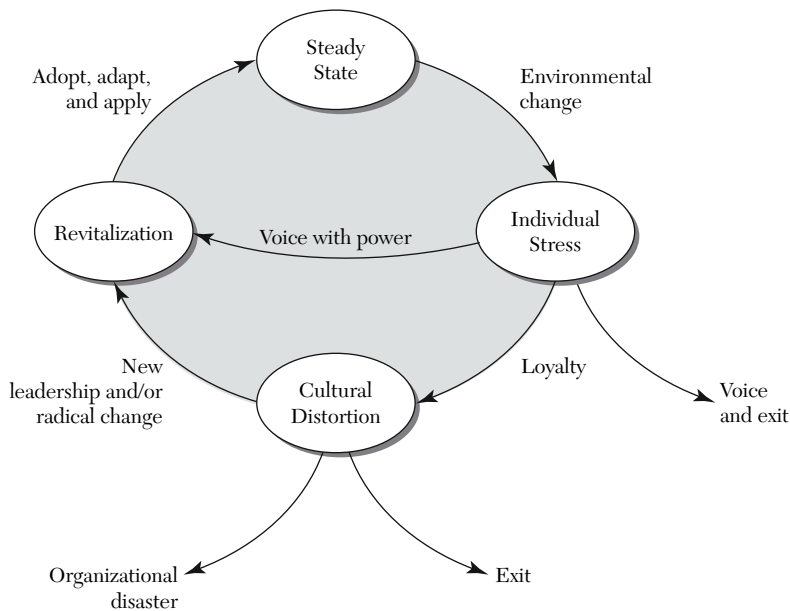 Steady
State
Adopt, adapt,
and apply
Environmental
change
Revitalization
Voice with power
Individual
Stress
New
leadership and/or
radical change
Cultural
Distortion
Loyalty
Voice
and exit
Organizational
disaster
Exit